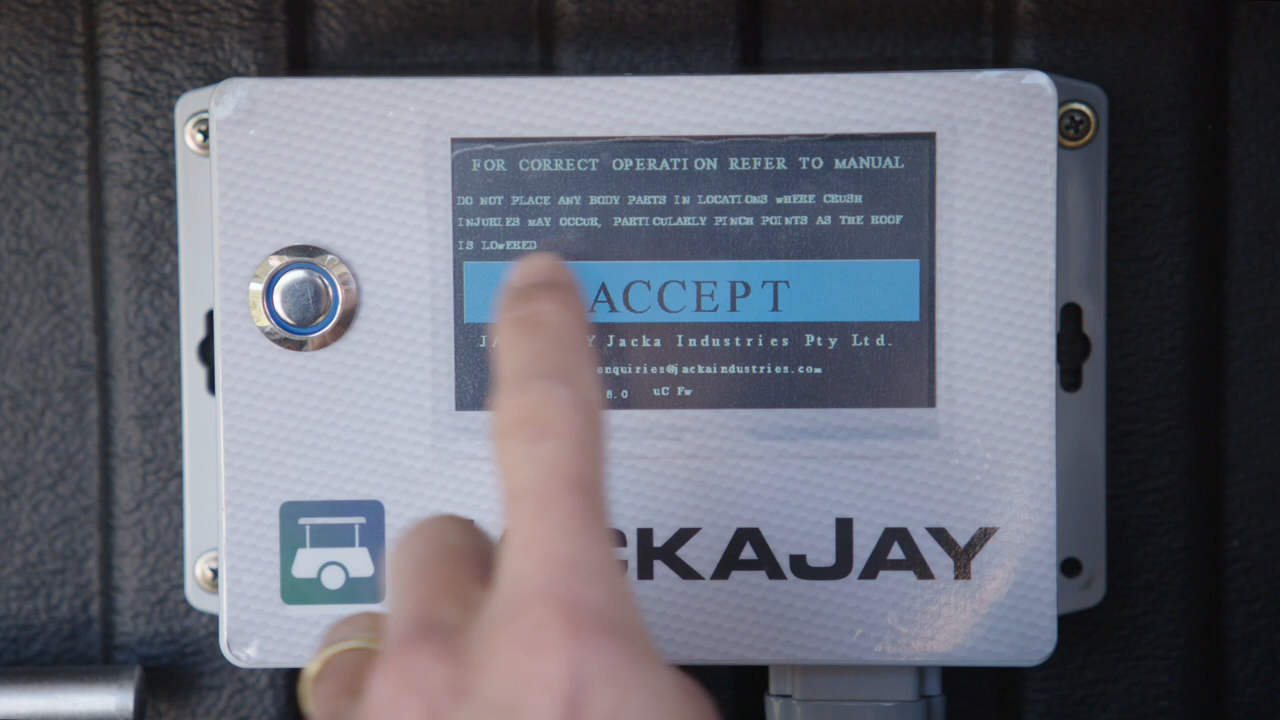 FOR CORRECT OPERATION REFER TO MANUAL
DO NOT PLACE ANY BODY PARTS IN LOCATIONS WHERE CRUSH
INJURIES MAY OCCUR, PARTICULARLY PINCH POINTS AS THE ROOF
IS LOWERED
ACCEPT
Jacka Industries Pty Ltd.
enquiries@jackaindustries.com
8.0 uC Fw
CKAJAY